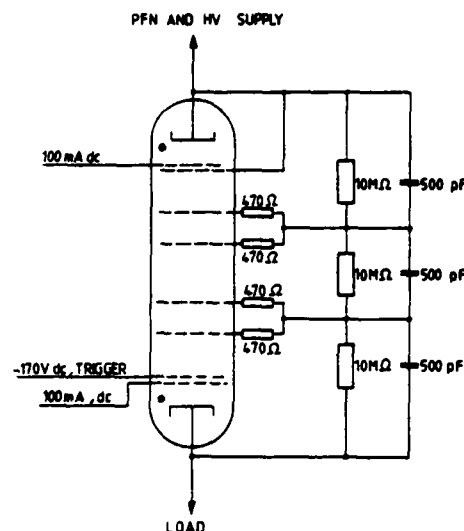 PFN AND HV SUPPLY
100 mA dc
470Ω
10MΩ
500 pF
470Ω
470Ω
10MΩ
500 pF
470Ω
-170V dc, TRIGGER
10MΩ
500 pF
100mA, dc
LOAD